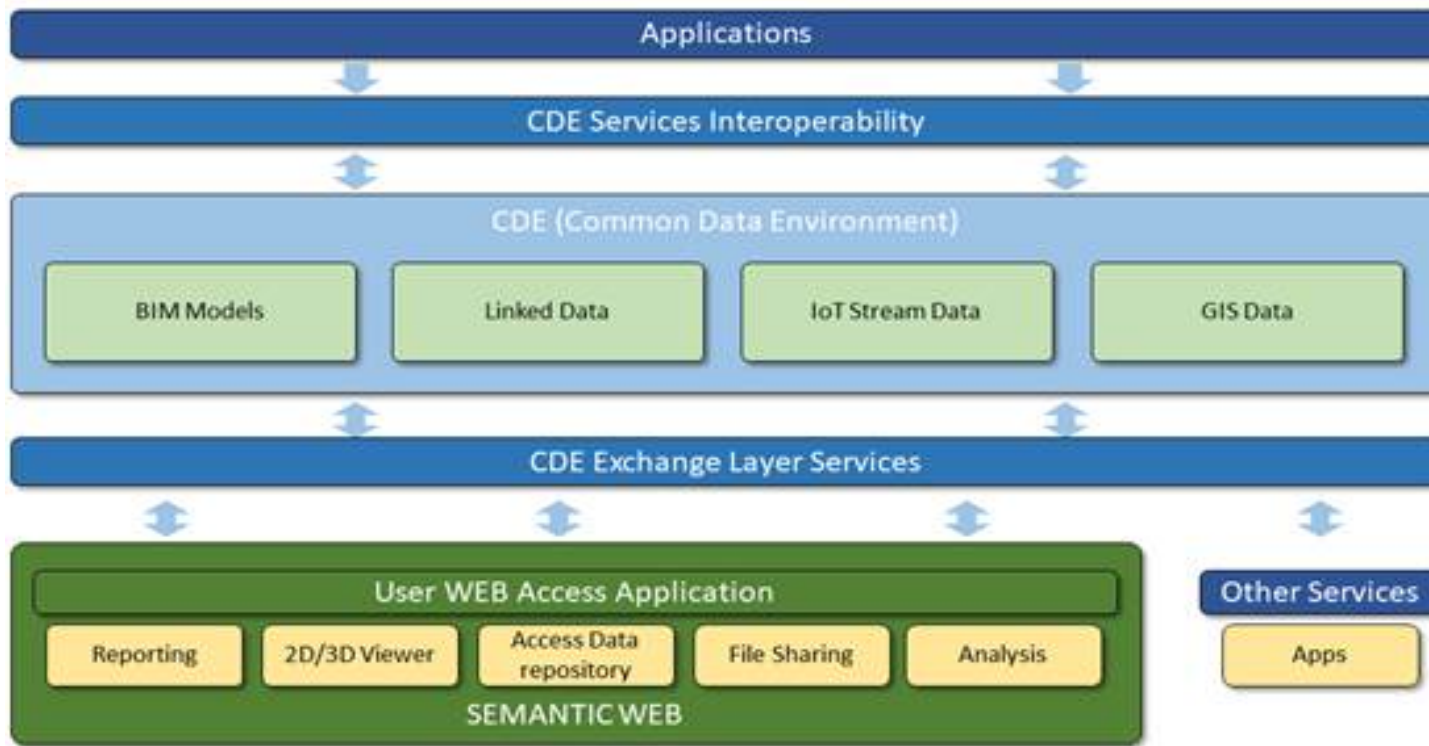 Applications
CDE Services Interoperability
CDE (Common Data Environment)
BIM Models
Linked Data
IoT Stream Data
GIS Data
CDE Exchange Layer Services
User WEB Access Application
Other Services
Reporting
2D/3D Viewer
Access Data
repository
File Sharing
Analysis
Apps
SEMANTIC WEB